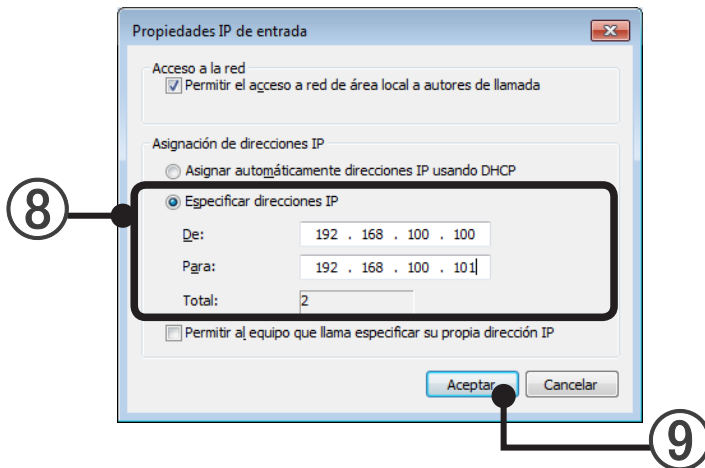 Propiedades IP de entrada
Acceso a la red
Permitir el acceso a red de área local a autores de llamada
Asignación de direcciones IP
Asignar automáticamente direcciones IP usando DHCP
8
Especificar direcciones IP
De: 192 . 168 . 100 . 100
Para: 192 . 168 . 100 . 101
Total: 2
Permitir al equipo que llama especificar su propia dirección IP
Aceptar Cancelar
9